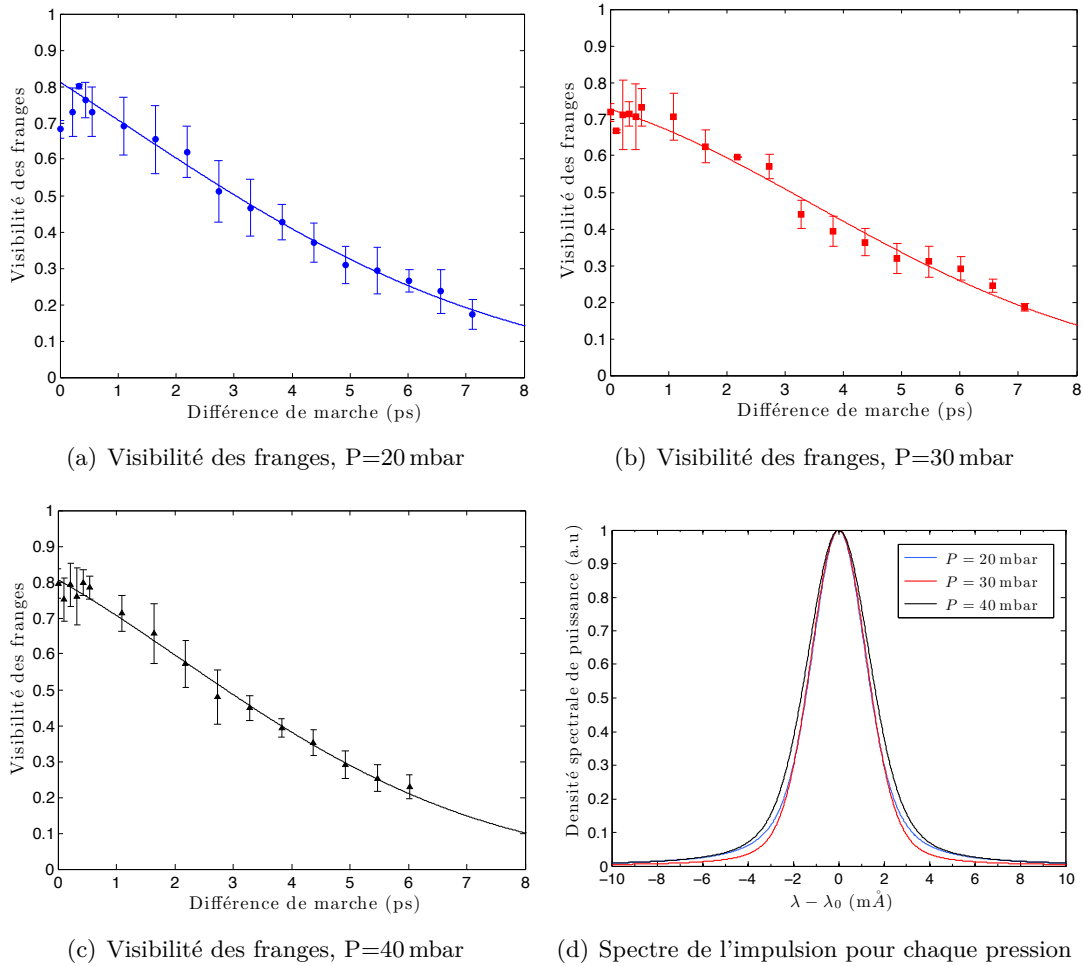 1
0.9
0.8
0.7
0.6
0.5
0.4
0.3
0.2
0.1
0
Visibilité des franges
0 1 2 3 4 5 6 7 8
Différence de marche (ps)
(a) Visibilité des franges, P=20 mbar
1
0.9
0.8
0.7
0.6
0.5
0.4
0.3
0.2
0.1
0
Visibilité des franges
0 1 2 3 4 5 6 7 8
Différence de marche (ps)
(b) Visibilité des franges, P=30 mbar
1
0.9
0.8
0.7
0.6
0.5
0.4
0.3
0.2
0.1
0
Visibilité des franges
0 1 2 3 4 5 6 7 8
Différence de marche (ps)
(c) Visibilité des franges, P=40 mbar
1
0.9
0.8
0.7
0.6
0.5
0.4
0.3
0.2
0.1
0
Densité spectrale de puissance (a.u)
P = 20 mbar
P = 30 mbar
P = 40 mbar
−10 −8 −6 −4 −2 0 2 4 6 8 10
λ − λ0 (mÅ)
(d) Spectre de l'impulsion pour chaque pression